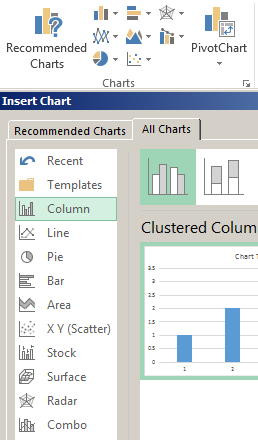 Recommended
Charts
PivotChart
Charts
Insert Chart
Recommended Charts
All Charts
Recent
Templates
Column
Line
Pie
Bar
Area
X Y (Scatter)
Stock
Surface
Radar
Combo
Clustered Colum
Chart T
3.5
3
2.5
2
1.5
1
0.5
0
1
2